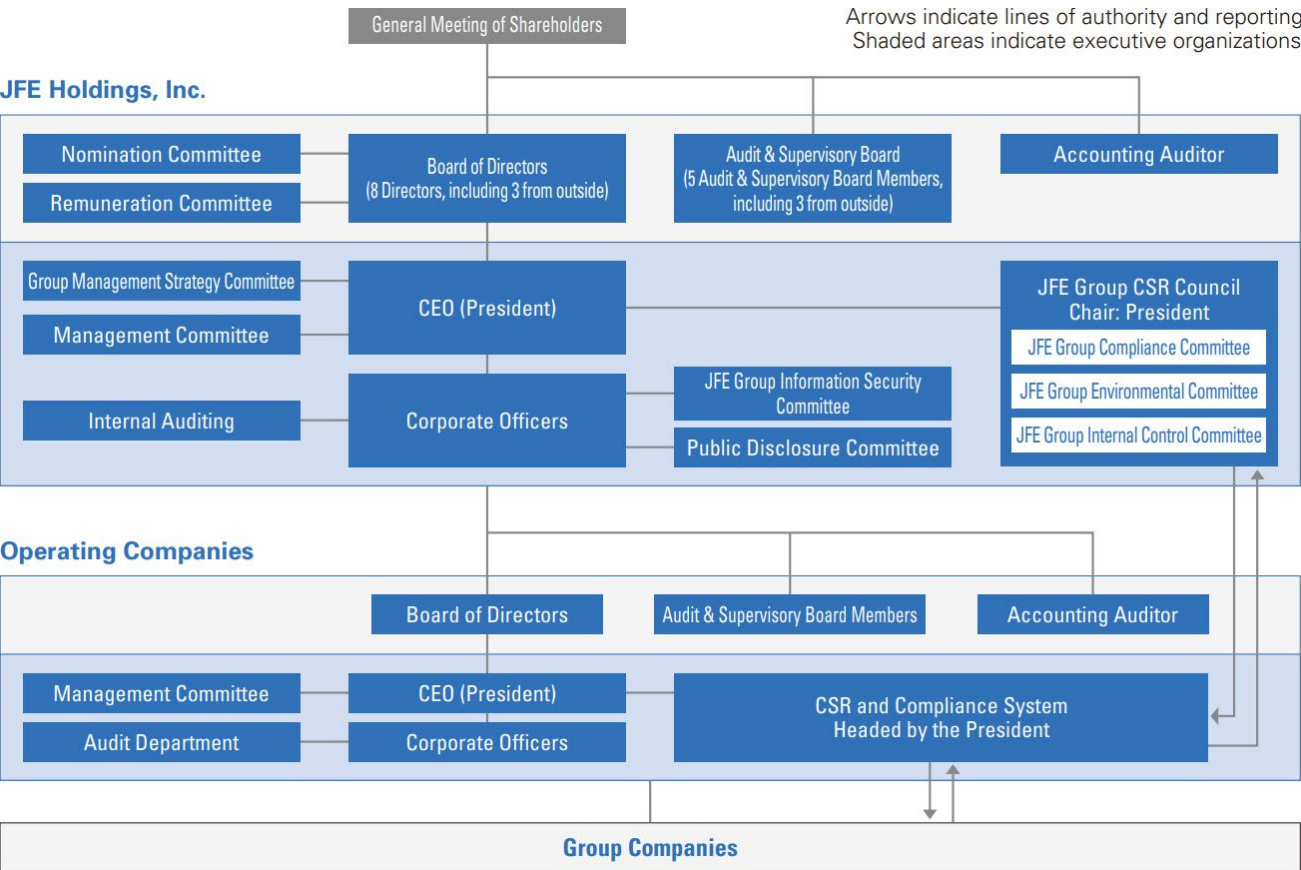 General Meeting of Shareholders
Arrows indicate lines of authority and reporting
Shaded areas indicate executive organizations
JFE Holdings, Inc.
Nomination Committee
Remuneration Committee
Board of Directors
(8 Directors, including 3 from outside)
Audit & Supervisory Board
(5 Audit & Supervisory Board Members,
including 3 from outside)
Accounting Auditor
Group Management Strategy Committee
Management Committee
CEO (President)
JFE Group CSR Council
Chair: President
JFE Group Compliance Committee
JFE Group Environmental Committee
JFE Group Internal Control Committee
Internal Auditing
Corporate Officers
JFE Group Information Security
Committee
Public Disclosure Committee
Operating Companies
Board of Directors
Audit & Supervisory Board Members
Accounting Auditor
Management Committee
CEO (President)
CSR and Compliance System
Headed by the President
Audit Department
Corporate Officers
Group Companies